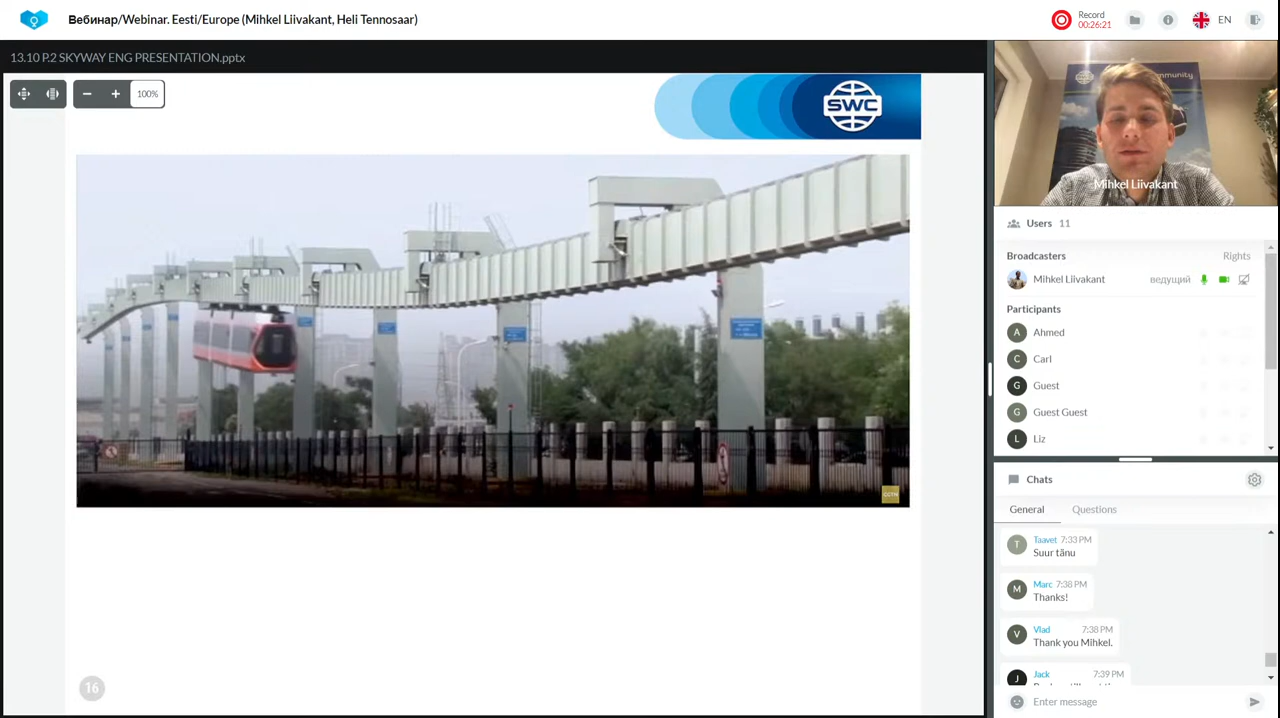 Вебинар/Webinar. Eesti/Europe (Mihkel Liivakant, Heli Tennosaar)
Record
00:26:21
EN
13.10 P.2 SKYWAY ENG PRESENTATION.pptx
100%
SWC
CCTV
16
Mihkel Liivakant
Users 11
Broadcasters Rights
Mihkel Liivakant ведущий
Participants
A Ahmed
C Carl
G Guest
G Guest Guest
L Liz
Chats
General Questions
T Taavet 7:33 PM
Suur tänu
M Marc 7:38 PM
Thanks!
V Vlad 7:38 PM
Thank you Mihkel.
J Jack 7:39 PM
Enter message